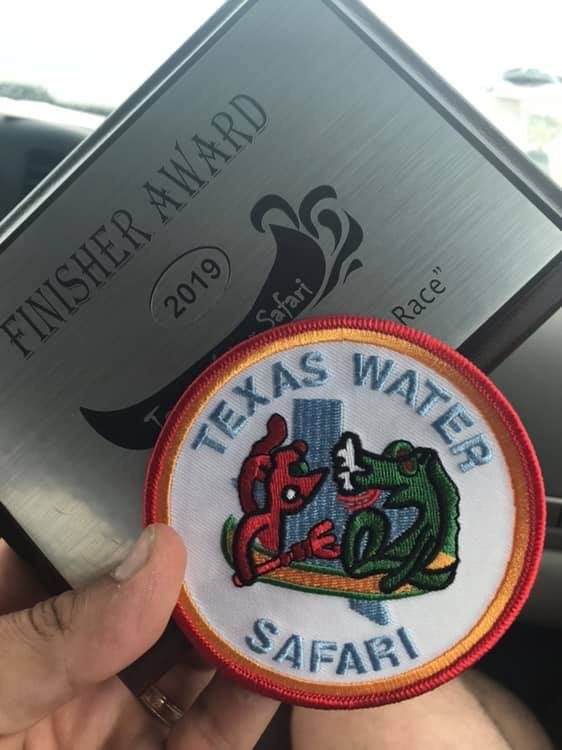 FINISHER AWARD
2019
Safari
Race"
TEXAS WATER
SAFARI